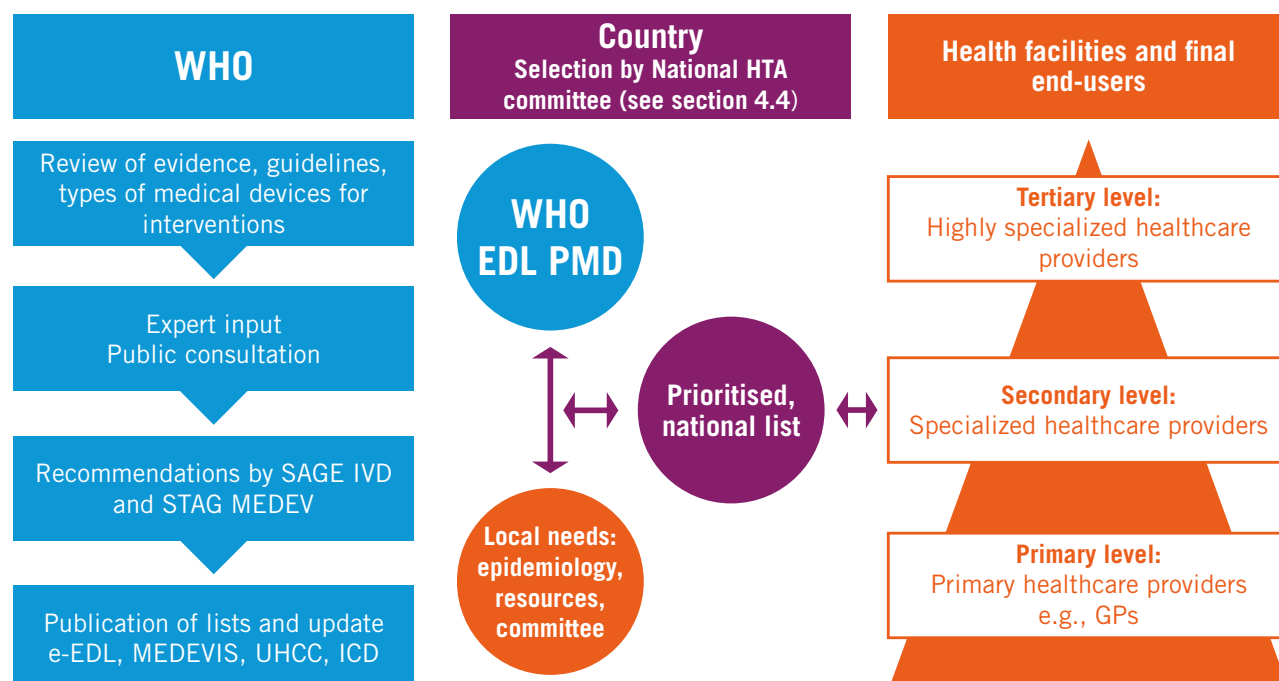 WHO
Review of evidence, guidelines,
types of medical devices for
interventions
Expert input
Public consultation
Recommendations by SAGE IVD
and STAG MEDEV
Publication of lists and update
e-EDL, MEDEVIS, UHCC, ICD
Country
Selection by National HTA
committee (see section 4.4)
WHO
EDL PMD
Prioritised,
national list
Local needs:
epidemiology,
resources,
committee
Health facilities and final
end-users
Tertiary level:
Highly specialized healthcare
providers
Secondary level:
Specialized healthcare providers
Primary level:
Primary healthcare providers
e.g., GPs